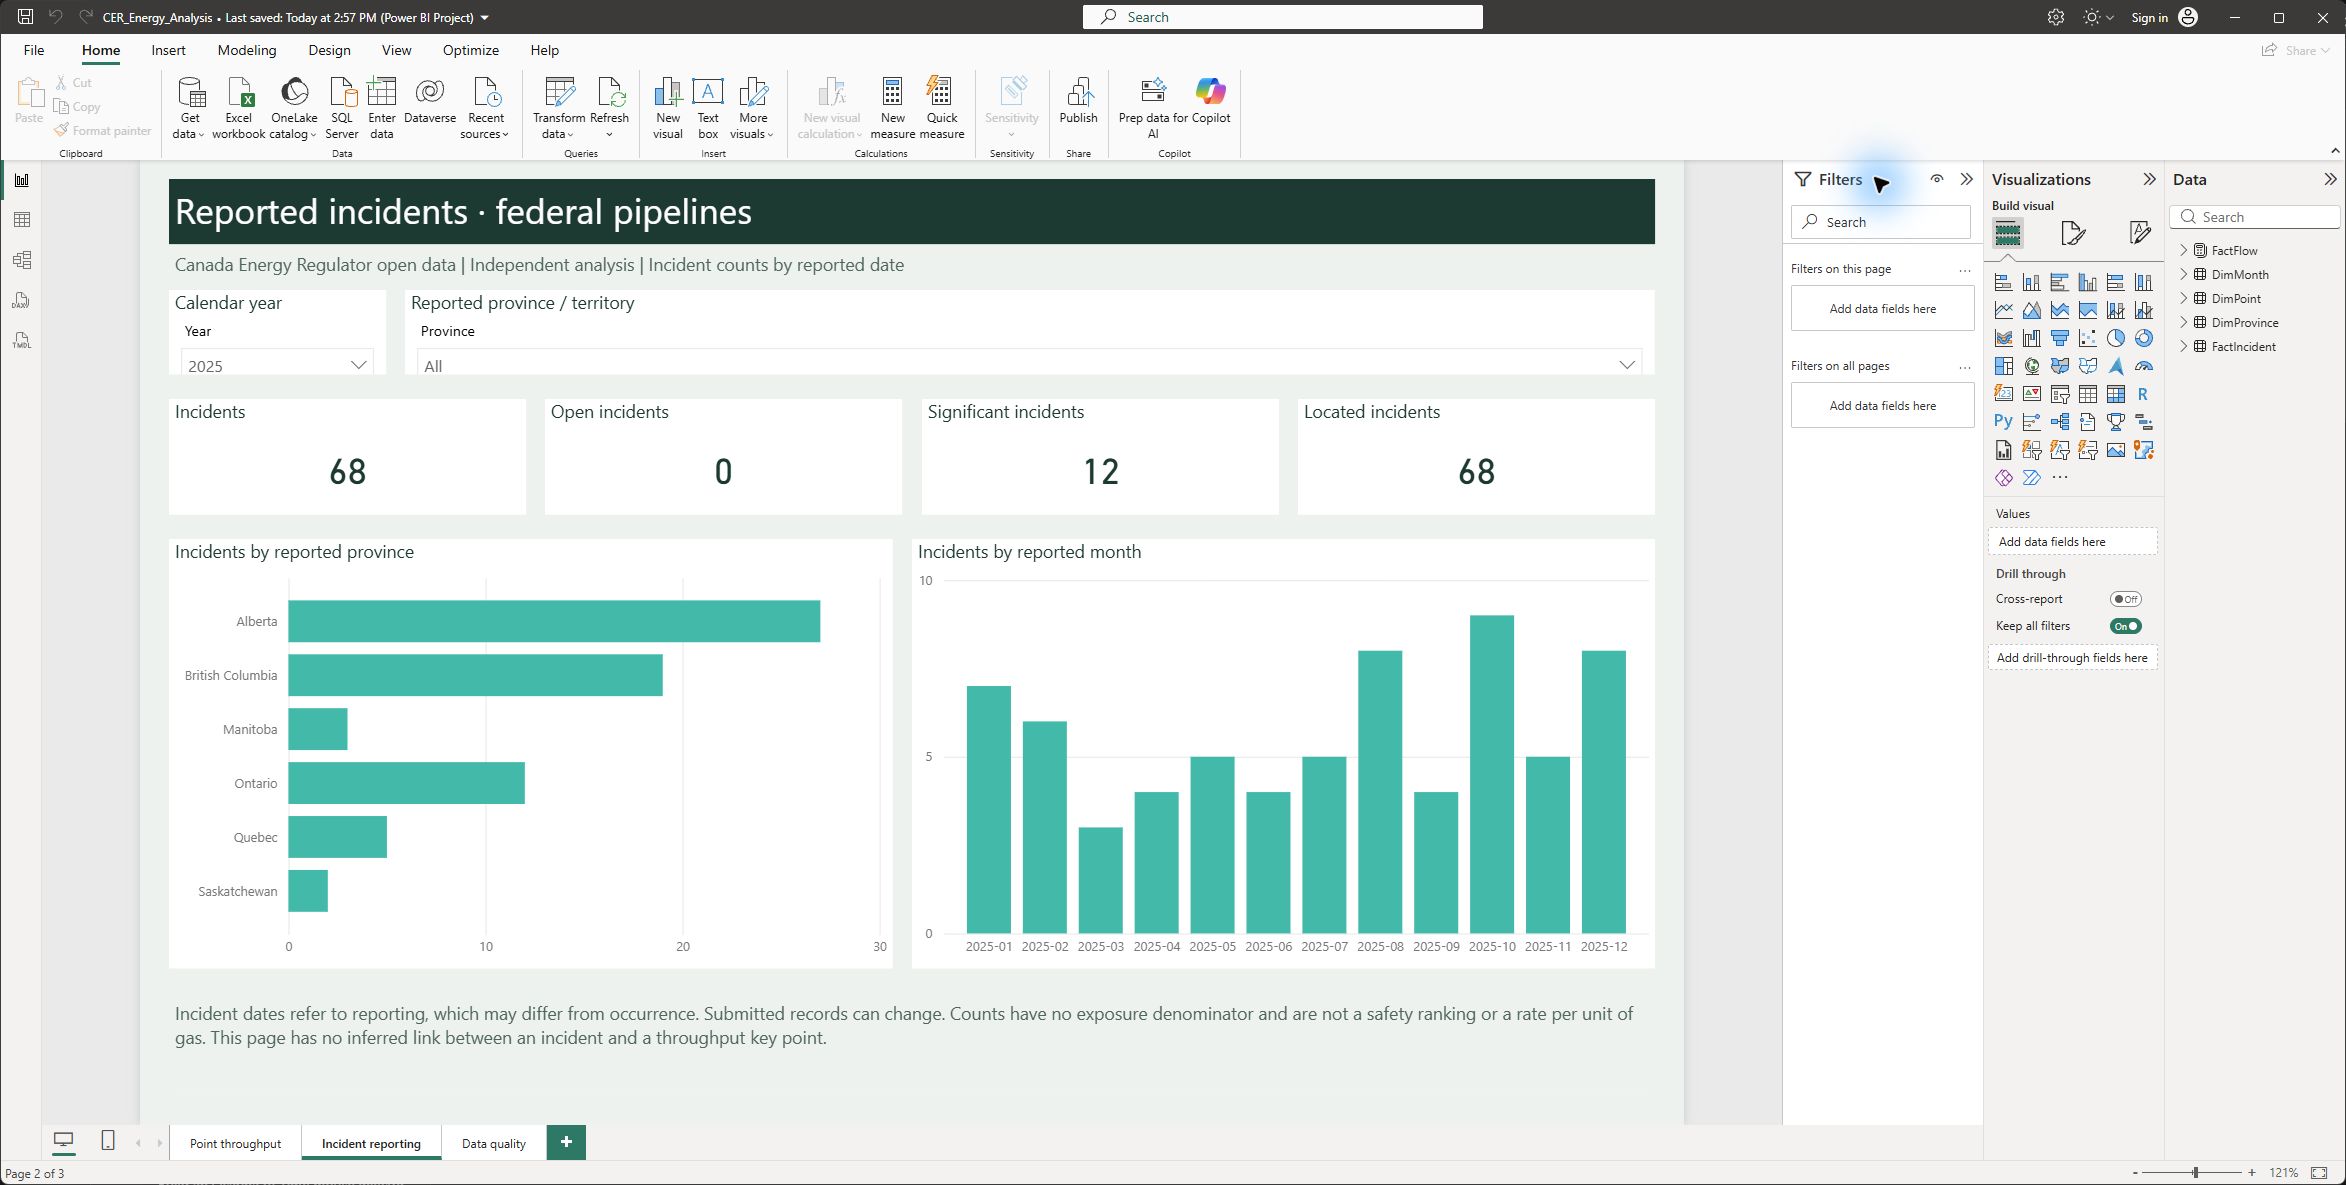 CER_Energy_Analysis • Last saved: Today at 2:57 PM (Power BI Project)
Search
Sign in
File Home Insert Modeling Design View Optimize Help
Share
Paste
Cut
Copy
Format painter
Clipboard
Get data
Excel workbook
OneLake catalog
SQL Server
Enter data
Dataverse
Recent sources
Data
Transform data
Refresh
Queries
New visual
Text box
More visuals
Insert
New visual calculation
New measure
Quick measure
Calculations
Sensitivity
Sensitivity
Publish
Share
Prep data for AI
Copilot
Copilot
DAX
TMDL
Reported incidents · federal pipelines
Canada Energy Regulator open data | Independent analysis | Incident counts by reported date
Calendar year
Year
2025
Reported province / territory
Province
All
Incidents
68
Open incidents
0
Significant incidents
12
Located incidents
68
Incidents by reported province
Alberta
British Columbia
Manitoba
Ontario
Quebec
Saskatchewan
0 10 20 30
Incidents by reported month
10
5
0
2025-01 2025-02 2025-03 2025-04 2025-05 2025-06 2025-07 2025-08 2025-09 2025-10 2025-11 2025-12
Incident dates refer to reporting, which may differ from occurrence. Submitted records can change. Counts have no exposure denominator and are not a safety ranking or a rate per unit of
gas. This page has no inferred link between an incident and a throughput key point.
Filters
Search
Filters on this page
Add data fields here
Filters on all pages
Add data fields here
Visualizations
Build visual
123
R
Py
Values
Add data fields here
Drill through
Cross-report
Off
Keep all filters
On
Add drill-through fields here
Data
Search
FactFlow
DimMonth
DimPoint
DimProvince
FactIncident
Point throughput
Incident reporting
Data quality
+
Page 2 of 3
- + 121%